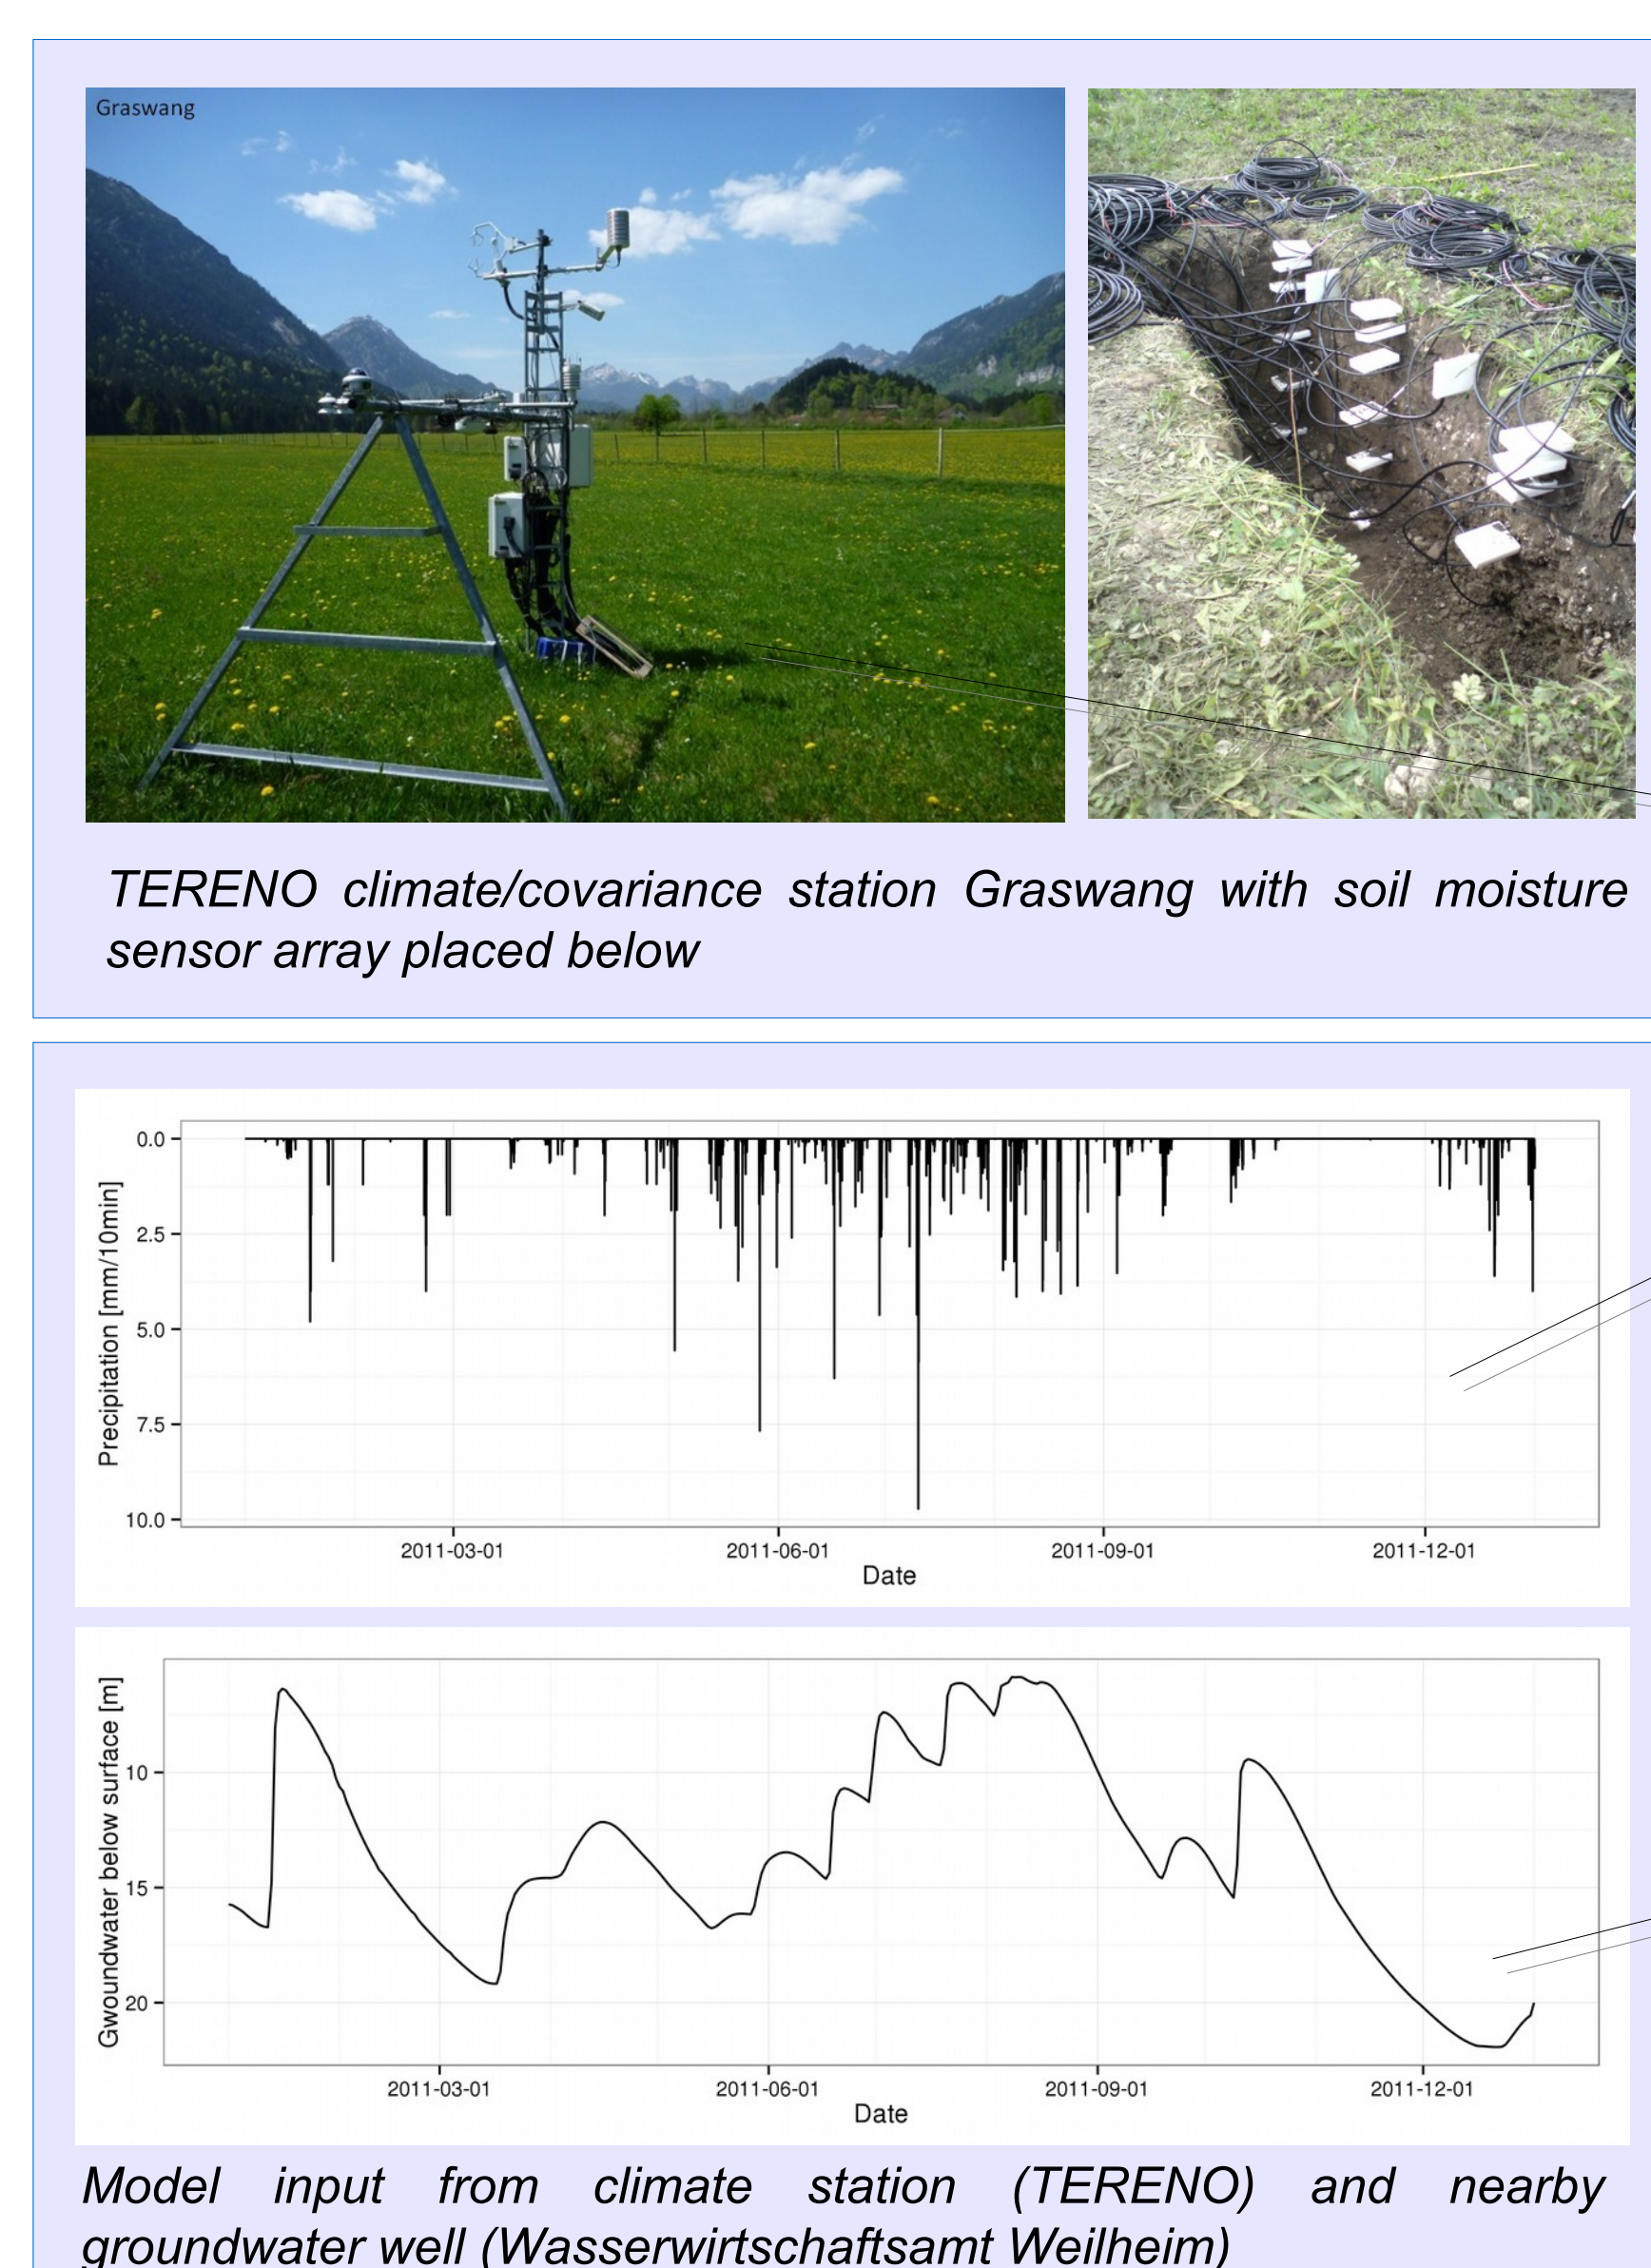 Graswang
TERENO climate/covariance station Graswang with soil moisture
sensor array placed below
0.0
2.5
5.0
7.5
10.0
Precipitation [mm/10min]
2011-03-01 2011-06-01 2011-09-01 2011-12-01
Date
10
15
20
Gwoundwater below surface [m]
2011-03-01 2011-06-01 2011-09-01 2011-12-01
Date
Model input from climate station (TERENO) and nearby
groundwater well (Wasserwirtschaftsamt Weilheim)